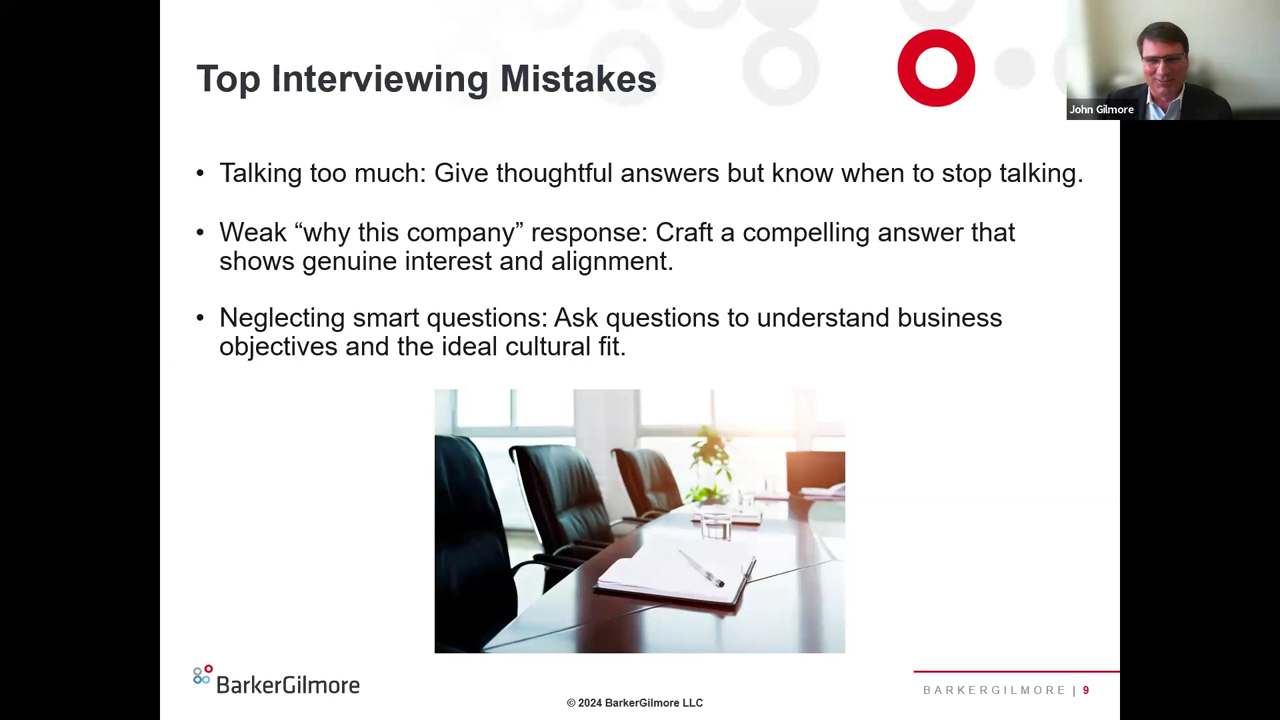 Top Interviewing Mistakes
John Gilmore
• Talking too much: Give thoughtful answers but know when to stop talking.
• Weak “why this company” response: Craft a compelling answer that
shows genuine interest and alignment.
• Neglecting smart questions: Ask questions to understand business
objectives and the ideal cultural fit.
BarkerGilmore
© 2024 BarkerGilmore LLC
BARKERGILMORE | 9